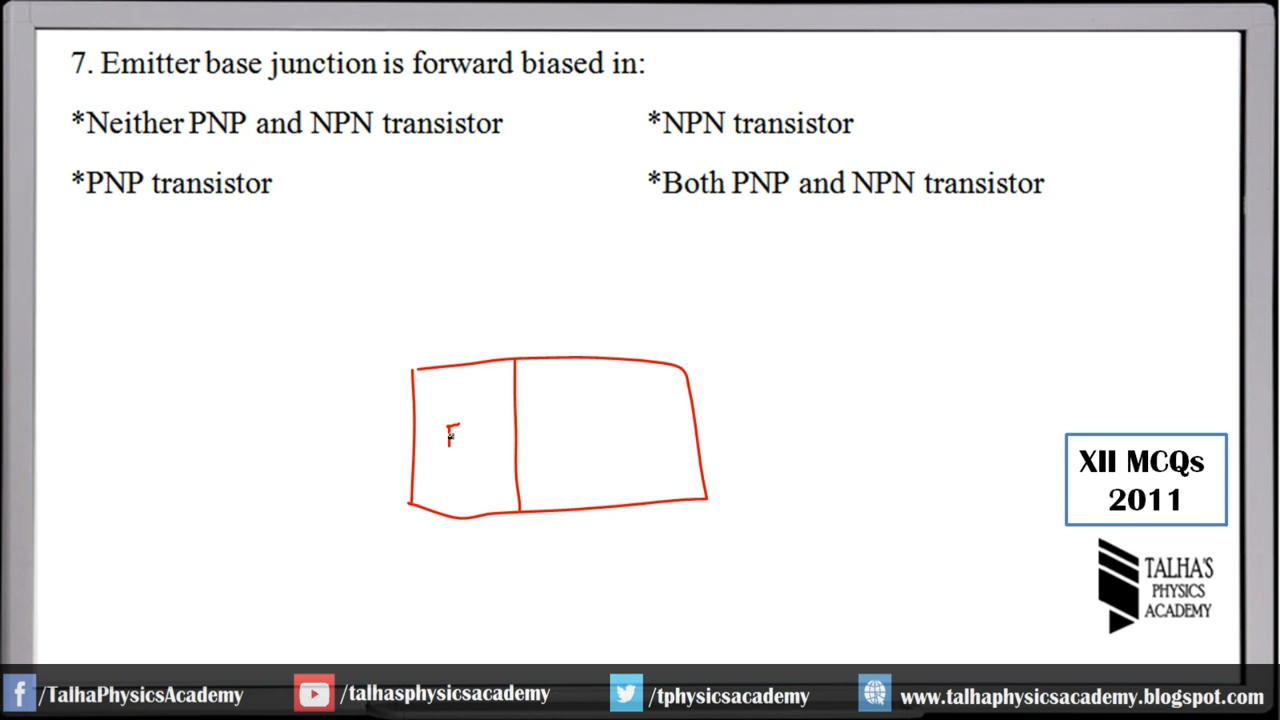 7. Emitter base junction is forward biased in:
*Neither PNP and NPN transistor
*NPN transistor
*PNP transistor
*Both PNP and NPN transistor
XII MCQs
2011
TALHA'S
PHYSICS
ACADEMY
/TalhaPhysicsAcademy
/talhasphysicsacademy
/tphysicsacademy
www.talhaphysicsacademy.blogspot.com